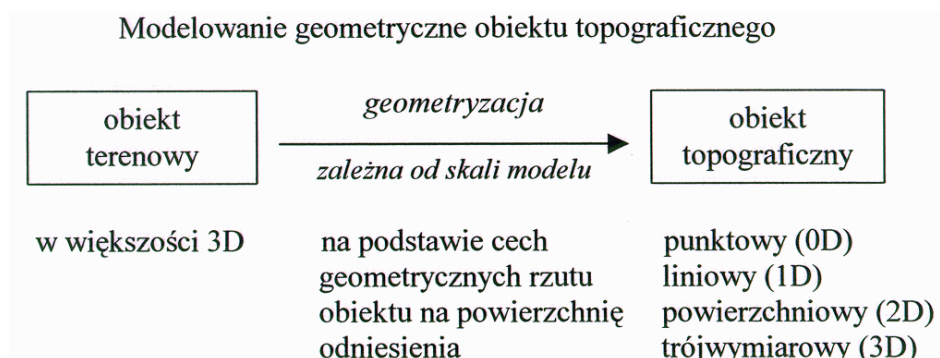 Modelowanie geometryczne obiektu topograficznego
obiekt
terenowy
geometryzacja
zależna od skali modelu
obiekt
topograficzny
w większości 3D
na podstawie cech
geometrycznych rzutu
obiektu na powierzchnię
odniesienia
punktowy (0D)
liniowy (1D)
powierzchniowy (2D)
trójwymiarowy (3D)